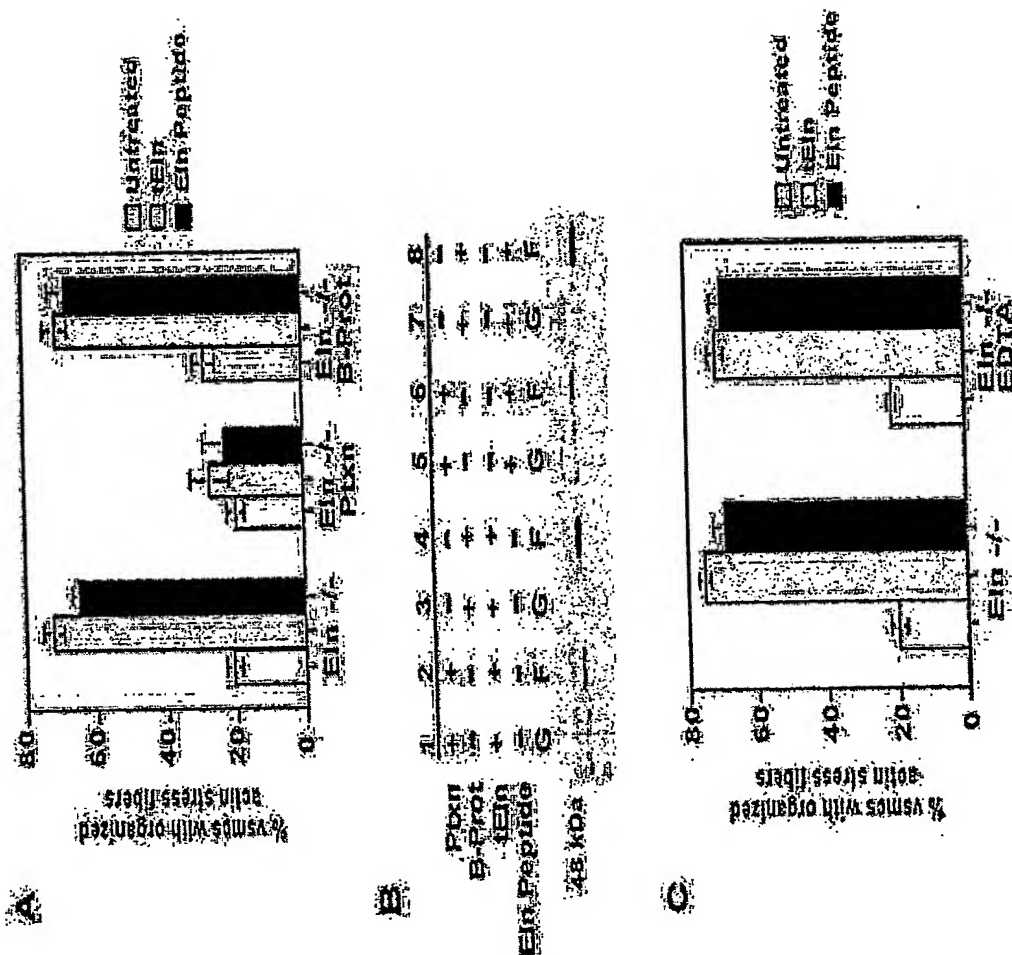 A
% vsmcs with organized
actin stress fibers
80
60
40
20
0
Eln -/-
Eln -/-
Ptxn
Eln -/-
B-Prot
Untreated
tEln
Eln Peptide
B
1 2 3 4 5 6 7 8
Ptxn + - - + + - -
B-Prot - + + - - + +
tEln + + + + - - - -
Eln Peptide - - - + + + +
G F G F G F G F
48 kDa
C
% vsmcs with organized
actin stress fibers
80
60
40
20
0
Eln -/-
Eln -/-
EDTA
Untreated
tEln
Eln Peptide